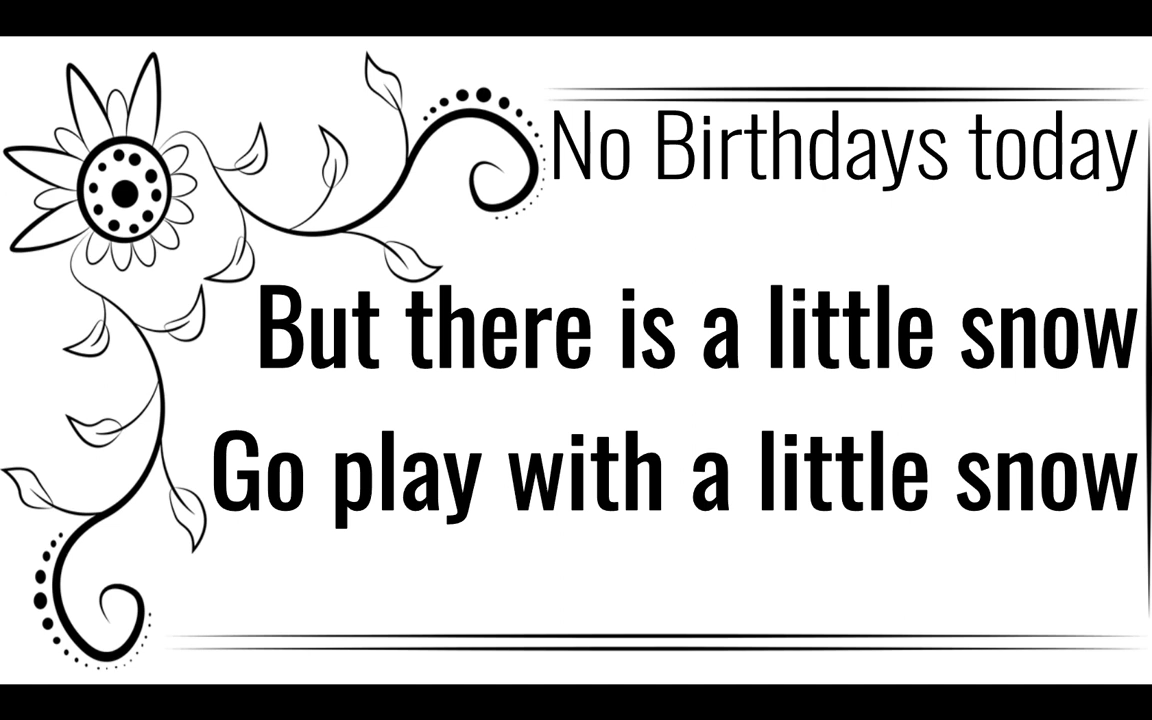 No Birthdays today
But there is a little snow
Go play with a little snow